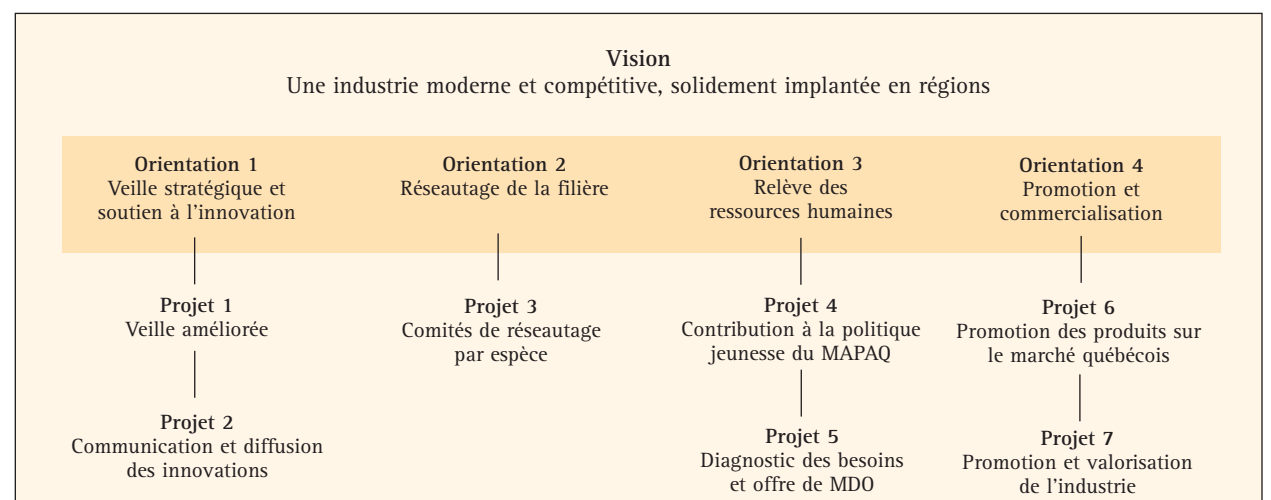 Vision
Une industrie moderne et compétitive, solidement implantée en régions
Orientation 1
Veille stratégique et
soutien à l'innovation
Orientation 2
Réseautage de la filière
Orientation 3
Relève des
ressources humaines
Orientation 4
Promotion et
commercialisation
Projet 1
Veille améliorée
Projet 2
Communication et diffusion
des innovations
Projet 3
Comités de réseautage
par espèce
Projet 4
Contribution à la politique
jeunesse du MAPAQ
Projet 5
Diagnostic des besoins
et offre de MDO
Projet 6
Promotion des produits sur
le marché québécois
Projet 7
Promotion et valorisation
de l'industrie